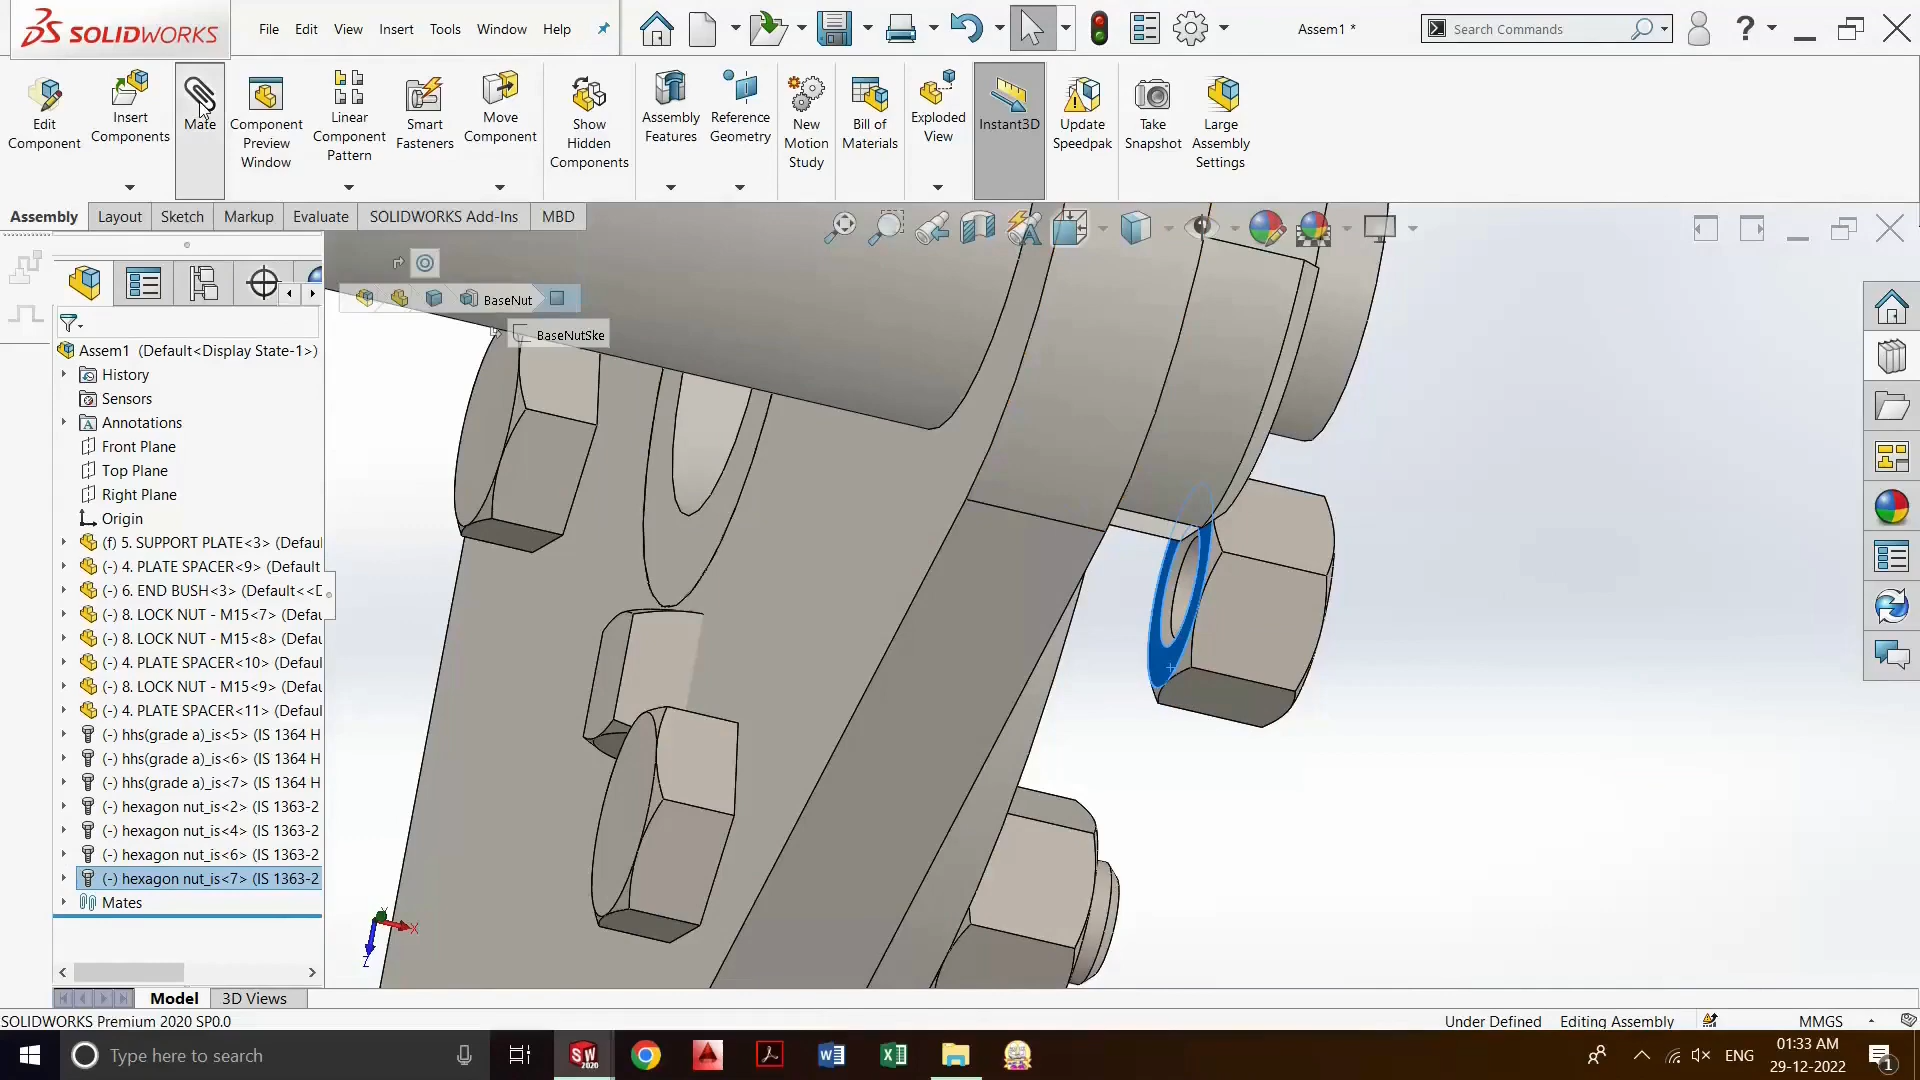 SOLIDWORKS
File Edit View Insert Tools Window Help
Assem1 *
Search Commands
?
Edit Component
Insert Components
Mate
Component Preview Window
Linear Component Pattern
Smart Fasteners
Move Component
Show Hidden Components
Assembly Features
Reference Geometry
New Motion Study
Bill of Materials
Exploded View
Instant3D
Update Speedpak
Take Snapshot
Large Assembly Settings
Assembly Layout Sketch Markup Evaluate SOLIDWORKS Add-Ins MBD
BaseNut
BaseNutSke
Assem1 (Default<Display State-1>)
History
Sensors
Annotations
Front Plane
Top Plane
Right Plane
Origin
(f) 5. SUPPORT PLATE<3> (Defaul
(-) 4. PLATE SPACER<9> (Default
(-) 6. END BUSH<3> (Default<<D
(-) 8. LOCK NUT - M15<7> (Defau
(-) 8. LOCK NUT - M15<8> (Defau
(-) 4. PLATE SPACER<10> (Defaul
(-) 8. LOCK NUT - M15<9> (Defau
(-) 4. PLATE SPACER<11> (Defaul
(-) hhs(grade a)_is<5> (IS 1364 H
(-) hhs(grade a)_is<6> (IS 1364 H
(-) hhs(grade a)_is<7> (IS 1364 H
(-) hexagon nut_is<2> (IS 1363-2
(-) hexagon nut_is<4> (IS 1363-2
(-) hexagon nut_is<6> (IS 1363-2
(-) hexagon nut_is<7> (IS 1363-2
Mates
Y
X
Z
Model 3D Views
SOLIDWORKS Premium 2020 SP0.0
Under Defined Editing Assembly MMGS
Type here to search
SW 2020
ENG
01:33 AM
29-12-2022
1